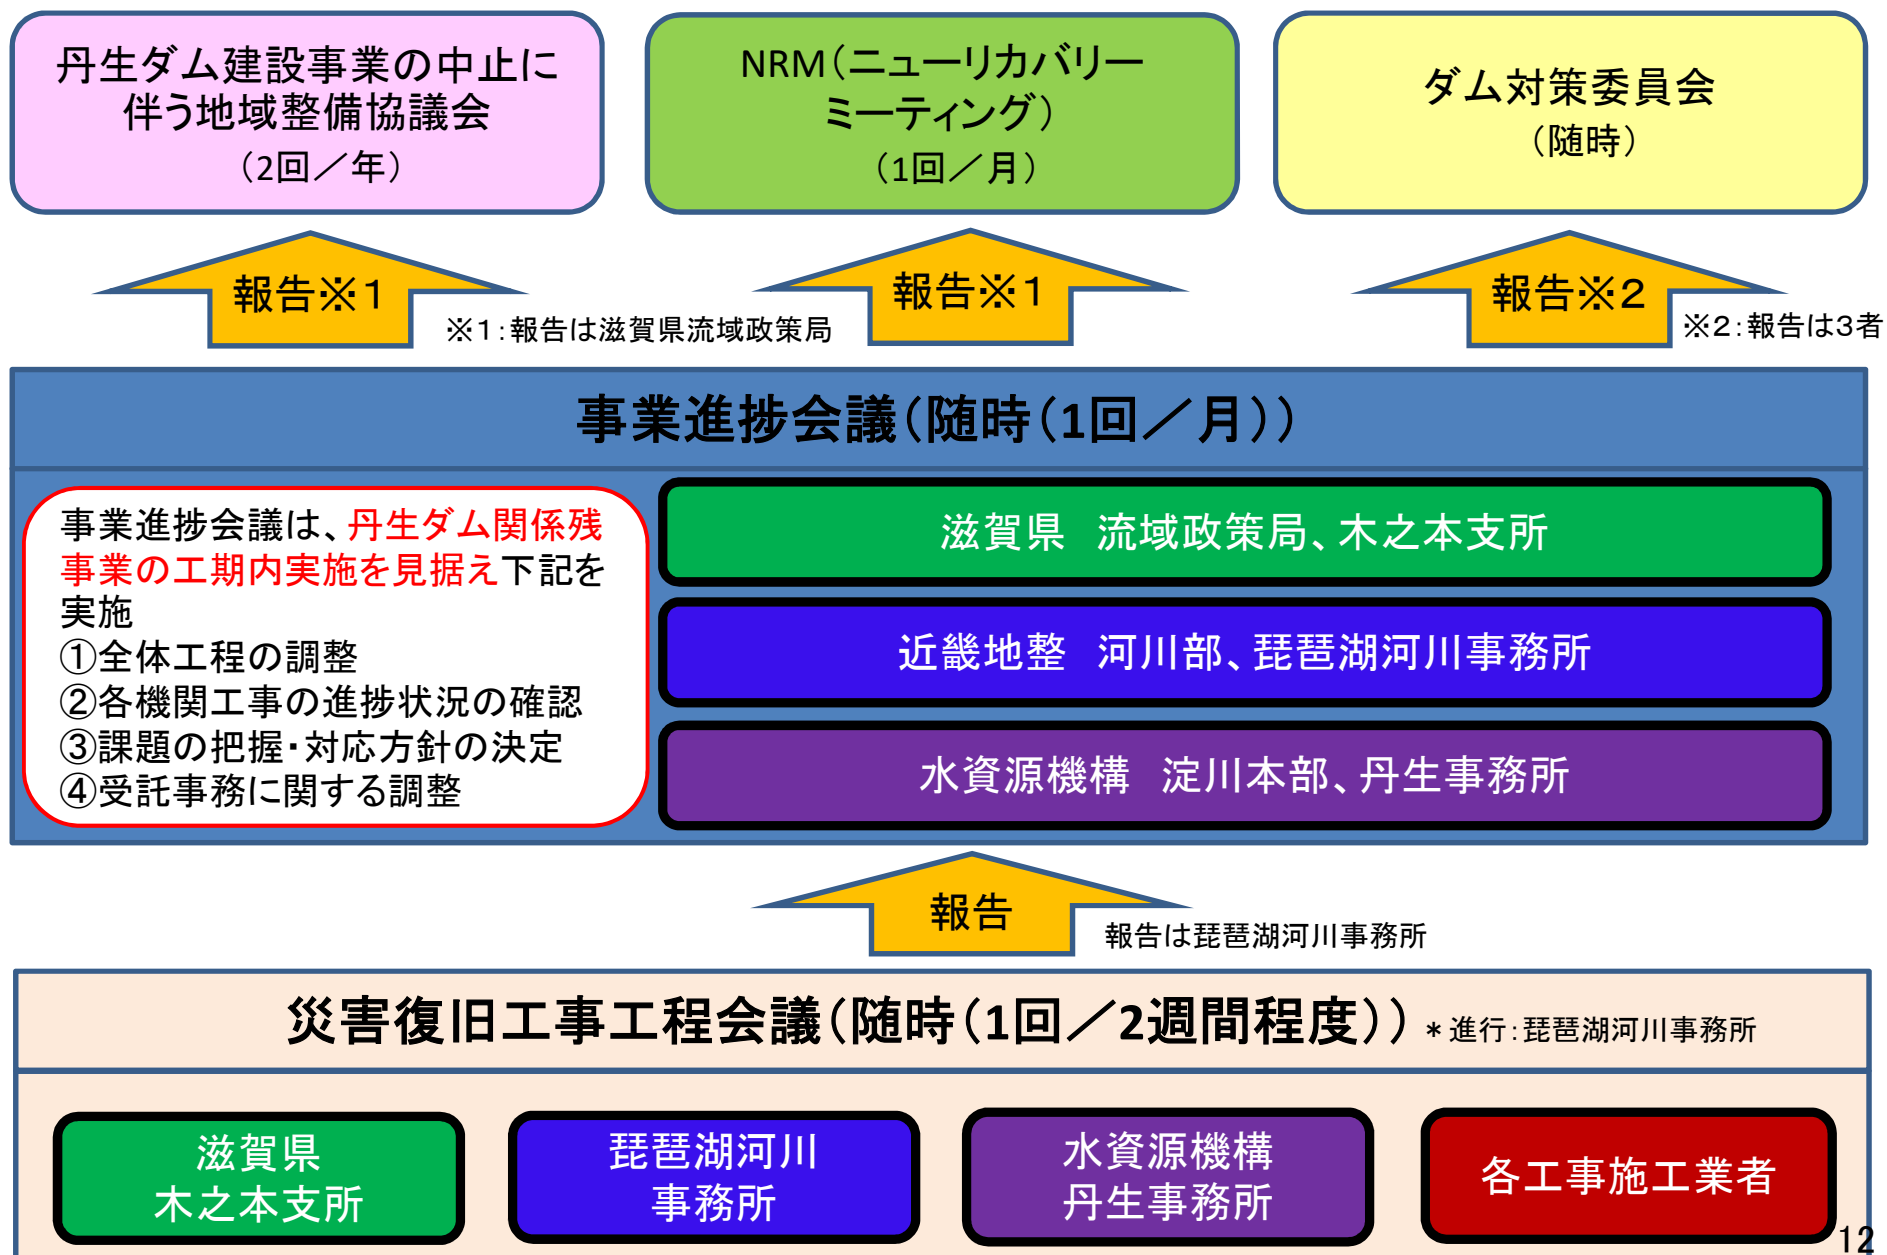 丹生ダム建設事業の中止に
伴う地域整備協議会
（2回／年）
NRM（ニューリカバリー
ミーティング）
（1回／月）
ダム対策委員会
（随時）
報告※1
※1：報告は滋賀県流域政策局
報告※1
報告※2
※2：報告は3者
事業進捗会議（随時（1回／月））
事業進捗会議は、丹生ダム関係残
事業の工期内実施を見据え下記を
実施
①全体工程の調整
②各機関工事の進捗状況の確認
③課題の把握・対応方針の決定
④受託事務に関する調整
滋賀県　流域政策局、木之本支所
近畿地整　河川部、琵琶湖河川事務所
水資源機構　淀川本部、丹生事務所
報告
報告は琵琶湖河川事務所
災害復旧工事工程会議（随時（1回／2週間程度））＊進行：琵琶湖河川事務所
滋賀県
木之本支所
琵琶湖河川
事務所
水資源機構
丹生事務所
各工事施工業者
12